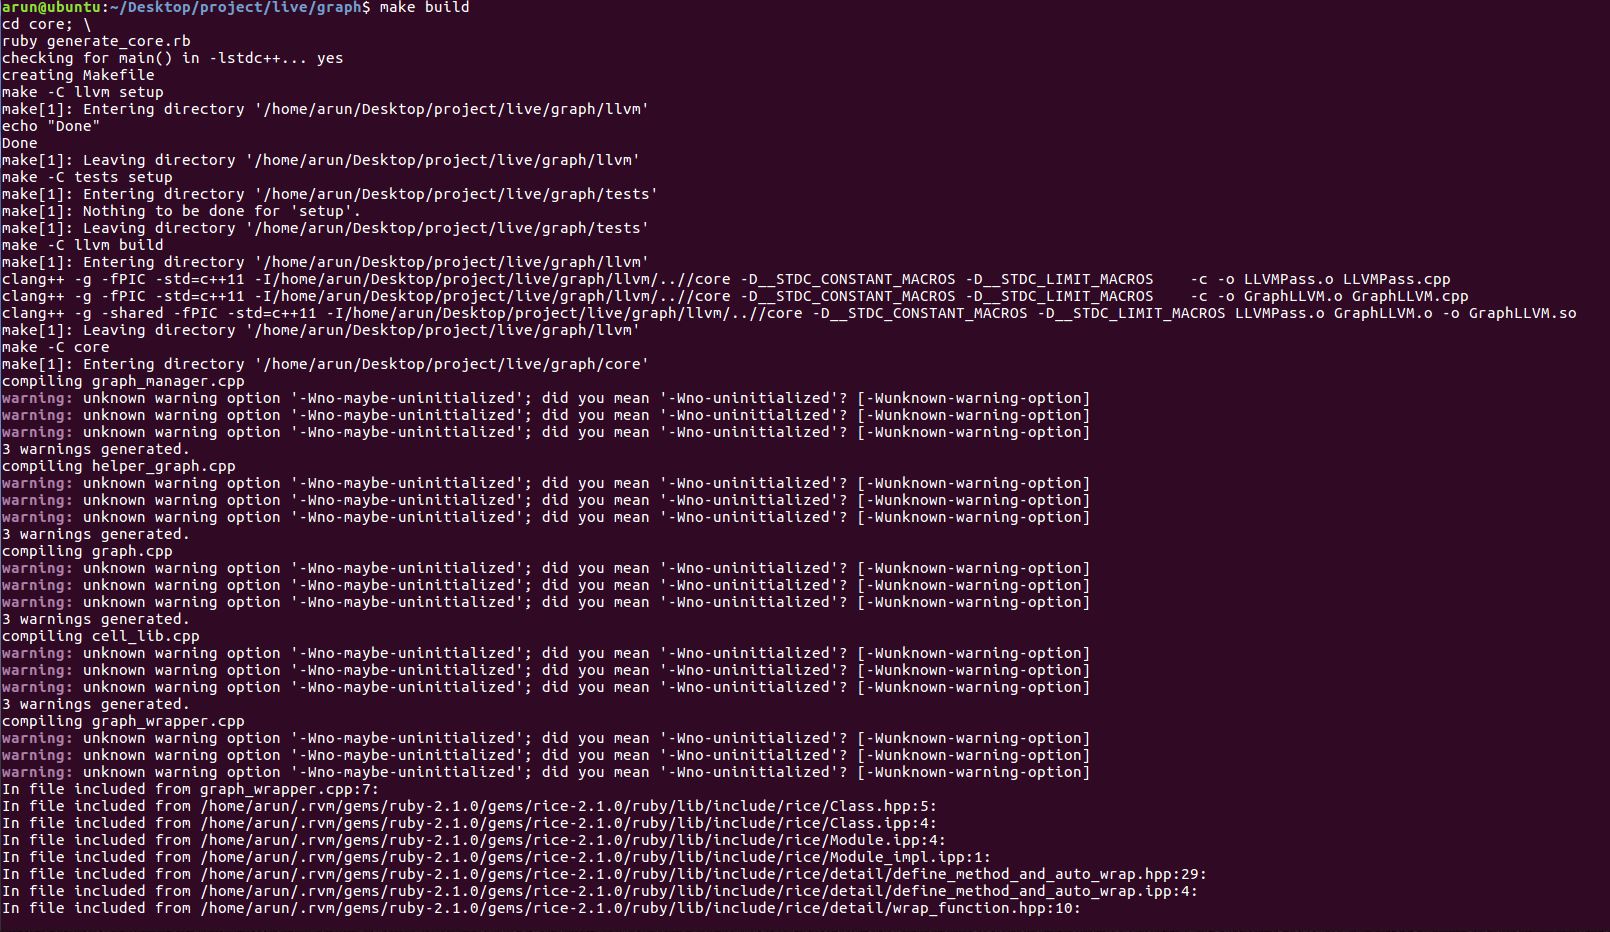 arun@ubuntu:~/Desktop/project/live/graph$ make build
cd core; \
ruby generate_core.rb
checking for main() in -lstdc++... yes
creating Makefile
make -C llvm setup
make[1]: Entering directory '/home/arun/Desktop/project/live/graph/llvm'
echo "Done"
Done
make[1]: Leaving directory '/home/arun/Desktop/project/live/graph/llvm'
make -C tests setup
make[1]: Entering directory '/home/arun/Desktop/project/live/graph/tests'
make[1]: Nothing to be done for 'setup'.
make[1]: Leaving directory '/home/arun/Desktop/project/live/graph/tests'
make -C llvm build
make[1]: Entering directory '/home/arun/Desktop/project/live/graph/llvm'
clang++ -g -fPIC -std=c++11 -I/home/arun/Desktop/project/live/graph/llvm/..//core -D__STDC_CONSTANT_MACROS -D__STDC_LIMIT_MACROS    -c -o LLVMPass.o LLVMPass.cpp
clang++ -g -fPIC -std=c++11 -I/home/arun/Desktop/project/live/graph/llvm/..//core -D__STDC_CONSTANT_MACROS -D__STDC_LIMIT_MACROS    -c -o GraphLLVM.o GraphLLVM.cpp
clang++ -g -shared -fPIC -std=c++11 -I/home/arun/Desktop/project/live/graph/llvm/..//core -D__STDC_CONSTANT_MACROS -D__STDC_LIMIT_MACROS LLVMPass.o GraphLLVM.o -o GraphLLVM.so
make[1]: Leaving directory '/home/arun/Desktop/project/live/graph/llvm'
make -C core
make[1]: Entering directory '/home/arun/Desktop/project/live/graph/core'
compiling graph_manager.cpp
warning: unknown warning option '-Wno-maybe-uninitialized'; did you mean '-Wno-uninitialized'? [-Wunknown-warning-option]
warning: unknown warning option '-Wno-maybe-uninitialized'; did you mean '-Wno-uninitialized'? [-Wunknown-warning-option]
warning: unknown warning option '-Wno-maybe-uninitialized'; did you mean '-Wno-uninitialized'? [-Wunknown-warning-option]
3 warnings generated.
compiling helper_graph.cpp
warning: unknown warning option '-Wno-maybe-uninitialized'; did you mean '-Wno-uninitialized'? [-Wunknown-warning-option]
warning: unknown warning option '-Wno-maybe-uninitialized'; did you mean '-Wno-uninitialized'? [-Wunknown-warning-option]
warning: unknown warning option '-Wno-maybe-uninitialized'; did you mean '-Wno-uninitialized'? [-Wunknown-warning-option]
3 warnings generated.
compiling graph.cpp
warning: unknown warning option '-Wno-maybe-uninitialized'; did you mean '-Wno-uninitialized'? [-Wunknown-warning-option]
warning: unknown warning option '-Wno-maybe-uninitialized'; did you mean '-Wno-uninitialized'? [-Wunknown-warning-option]
warning: unknown warning option '-Wno-maybe-uninitialized'; did you mean '-Wno-uninitialized'? [-Wunknown-warning-option]
3 warnings generated.
compiling cell_lib.cpp
warning: unknown warning option '-Wno-maybe-uninitialized'; did you mean '-Wno-uninitialized'? [-Wunknown-warning-option]
warning: unknown warning option '-Wno-maybe-uninitialized'; did you mean '-Wno-uninitialized'? [-Wunknown-warning-option]
warning: unknown warning option '-Wno-maybe-uninitialized'; did you mean '-Wno-uninitialized'? [-Wunknown-warning-option]
3 warnings generated.
compiling graph_wrapper.cpp
warning: unknown warning option '-Wno-maybe-uninitialized'; did you mean '-Wno-uninitialized'? [-Wunknown-warning-option]
warning: unknown warning option '-Wno-maybe-uninitialized'; did you mean '-Wno-uninitialized'? [-Wunknown-warning-option]
warning: unknown warning option '-Wno-maybe-uninitialized'; did you mean '-Wno-uninitialized'? [-Wunknown-warning-option]
In file included from graph_wrapper.cpp:7:
In file included from /home/arun/.rvm/gems/ruby-2.1.0/gems/rice-2.1.0/ruby/lib/include/rice/Class.hpp:5:
In file included from /home/arun/.rvm/gems/ruby-2.1.0/gems/rice-2.1.0/ruby/lib/include/rice/Class.ipp:4:
In file included from /home/arun/.rvm/gems/ruby-2.1.0/gems/rice-2.1.0/ruby/lib/include/rice/Module.ipp:4:
In file included from /home/arun/.rvm/gems/ruby-2.1.0/gems/rice-2.1.0/ruby/lib/include/rice/Module_impl.ipp:1:
In file included from /home/arun/.rvm/gems/ruby-2.1.0/gems/rice-2.1.0/ruby/lib/include/rice/detail/define_method_and_auto_wrap.hpp:29:
In file included from /home/arun/.rvm/gems/ruby-2.1.0/gems/rice-2.1.0/ruby/lib/include/rice/detail/define_method_and_auto_wrap.ipp:4:
In file included from /home/arun/.rvm/gems/ruby-2.1.0/gems/rice-2.1.0/ruby/lib/include/rice/detail/wrap_function.hpp:10: